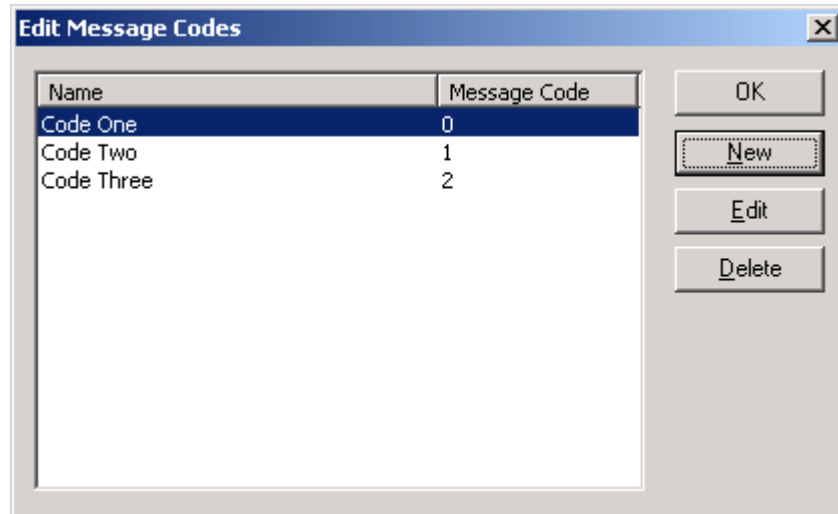 Edit Message Codes
Name Message Code
Code One 0
Code Two 1
Code Three 2
OK
New
Edit
Delete